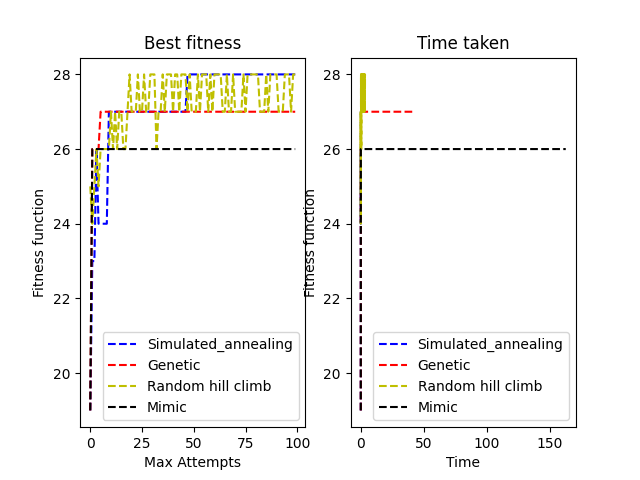 Best fitness
Fitness function
28
26
24
22
20
0
25
50
75
100
Max Attempts
Simulated_annealing
Genetic
Random hill climb
Mimic
Time taken
Fitness function
28
26
24
22
20
0
50
100
150
Time
Simulated_annealing
Genetic
Random hill climb
Mimic